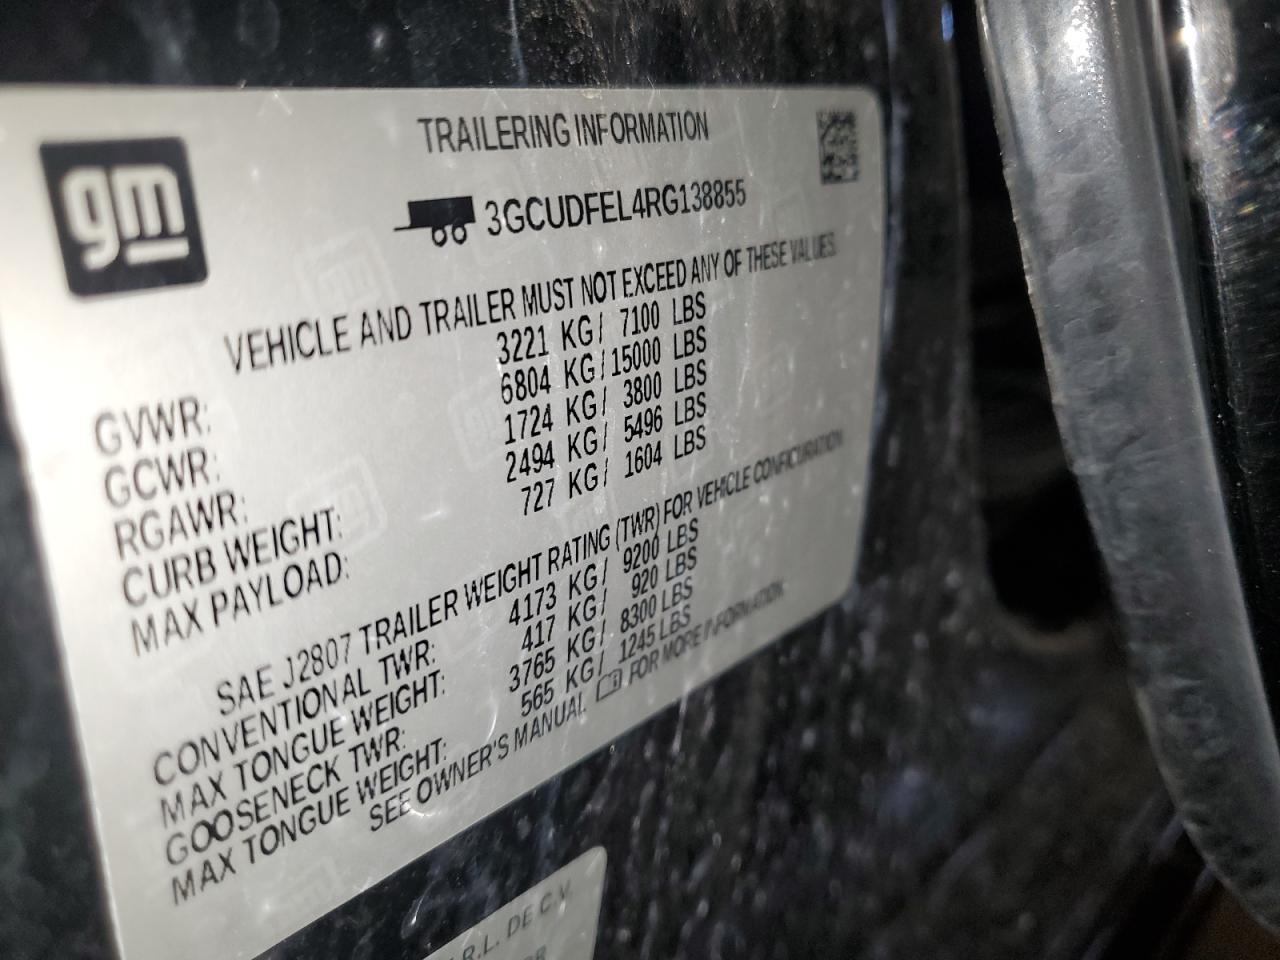 gm
TRAILERING INFORMATION
3GCUDFEL4RG138855
VEHICLE AND TRAILER MUST NOT EXCEED ANY OF THESE VALUES.
GVWR: 3221 KG/ 7100 LBS
GCWR: 6804 KG/ 15000 LBS
RGAWR: 1724 KG/ 3800 LBS
CURB WEIGHT: 2494 KG/ 5496 LBS
MAX PAYLOAD: 727 KG/ 1604 LBS
SAE J2807 TRAILER WEIGHT RATING (TWR) FOR VEHICLE CONFIGURATION
CONVENTIONAL TWR: 4173 KG/ 9200 LBS
MAX TONGUE WEIGHT: 417 KG/ 920 LBS
GOOSENECK TWR: 3765 KG/ 8300 LBS
MAX TONGUE WEIGHT: 565 KG/ 1245 LBS
SEE OWNER'S MANUAL FOR MORE INFORMATION.
R.L. DE C.V.